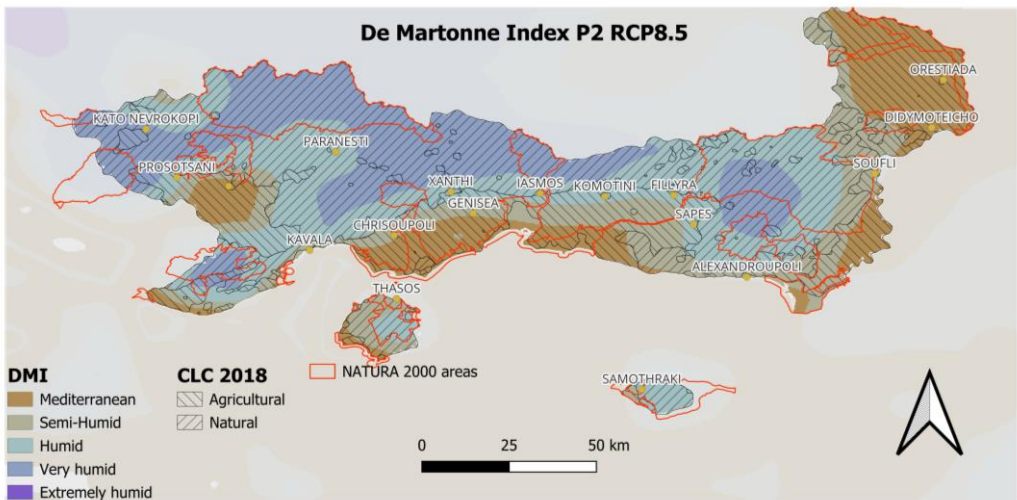 De Martonne Index P2 RCP8.5
ORESTIADA
DIDYMOTEICHO
KATO NEVROKOPI
PARANESTI
PROSOTSANI
SOUFLI
XANTHI
IASMOS
KOMOTINI
FILLYRA
GENISEA
SAPES
CHRISOUPOLI
KAVALA
ALEXANDROUPOLI
THASOS
SAMOTHRAKI
DMI
Mediterranean
Semi-Humid
Humid
Very humid
Extremely humid
CLC 2018
Agricultural
Natural
NATURA 2000 areas
0 25 50 km